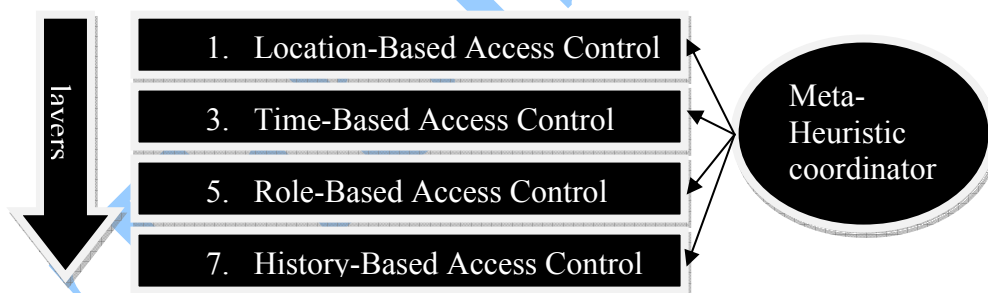 layers
1. Location-Based Access Control
3. Time-Based Access Control
5. Role-Based Access Control
7. History-Based Access Control
Meta-
Heuristic
coordinator